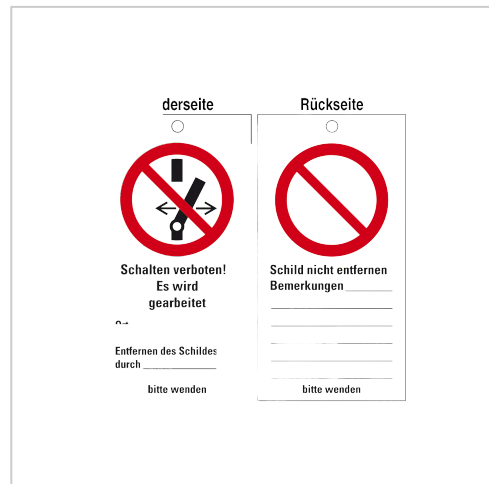 derseite
Schalten verboten!
Es wird
gearbeitet
Entfernen des Schildes
durch
bitte wenden
Rückseite
Schild nicht entfernen
Bemerkungen
bitte wenden